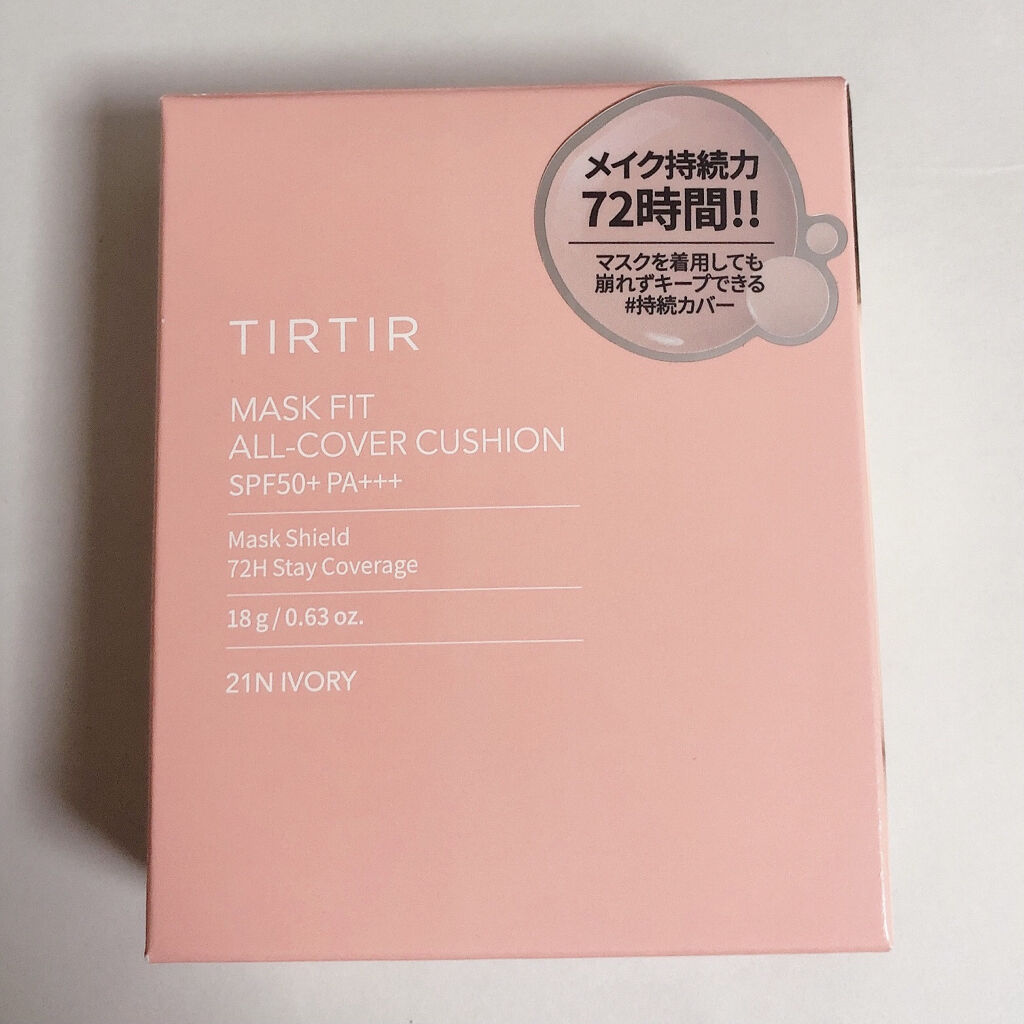 メイク持続力
72時間!!
マスクを着用しても
崩れずキープできる
#持続カバー
TIRTIR
MASK FIT
ALL-COVER CUSHION
SPF50+ PA+++
Mask Shield
72H Stay Coverage
18 g / 0.63 oz.
21N IVORY